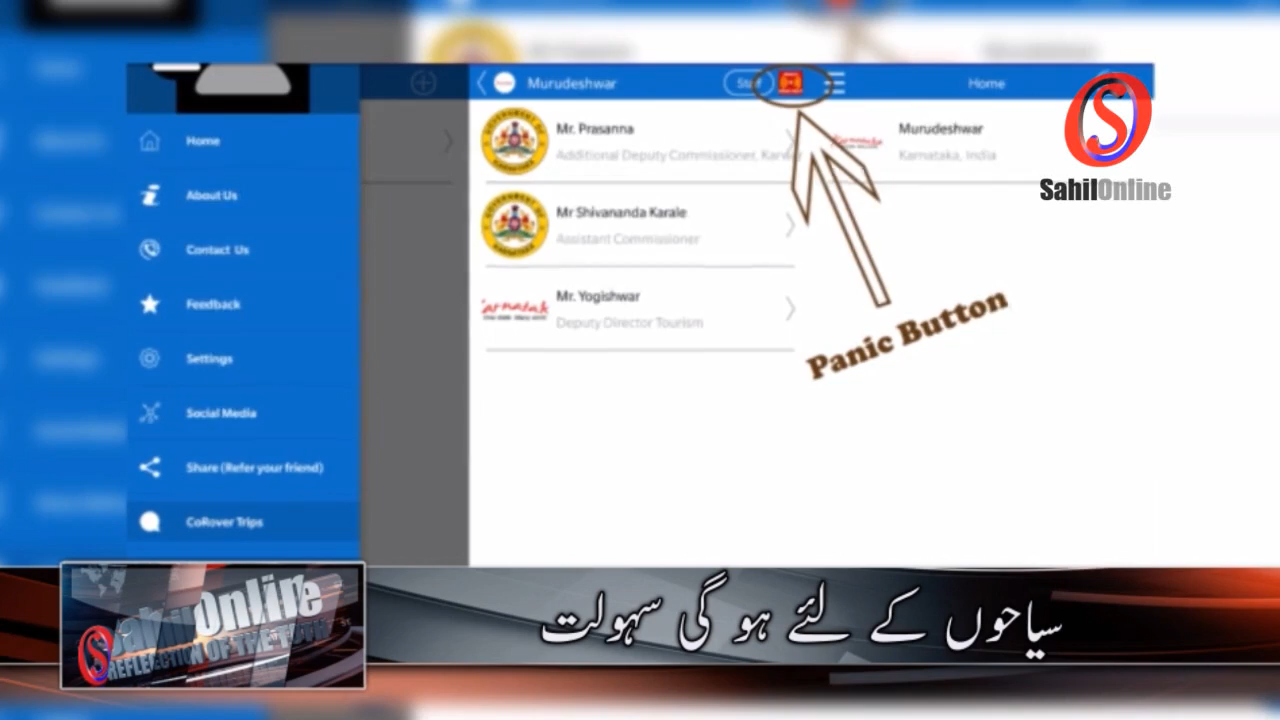 Murudeshwar
Home
Home
About Us
Contact Us
Feedback
Settings
Social Media
Share (Refer your friend)
CoRover Trips
Mr. Prasanna
Additional Deputy Commissioner,
Mr Shivananda Karale
Assistant Commissioner
Mr. Yogishwar
Deputy Director Tourism
Murudeshwar
Karnataka, India
Panic Button
SahilOnline
سیاحوں کے لئے ہو گی سہولت
SahilOnline
REFLECTION OF THE